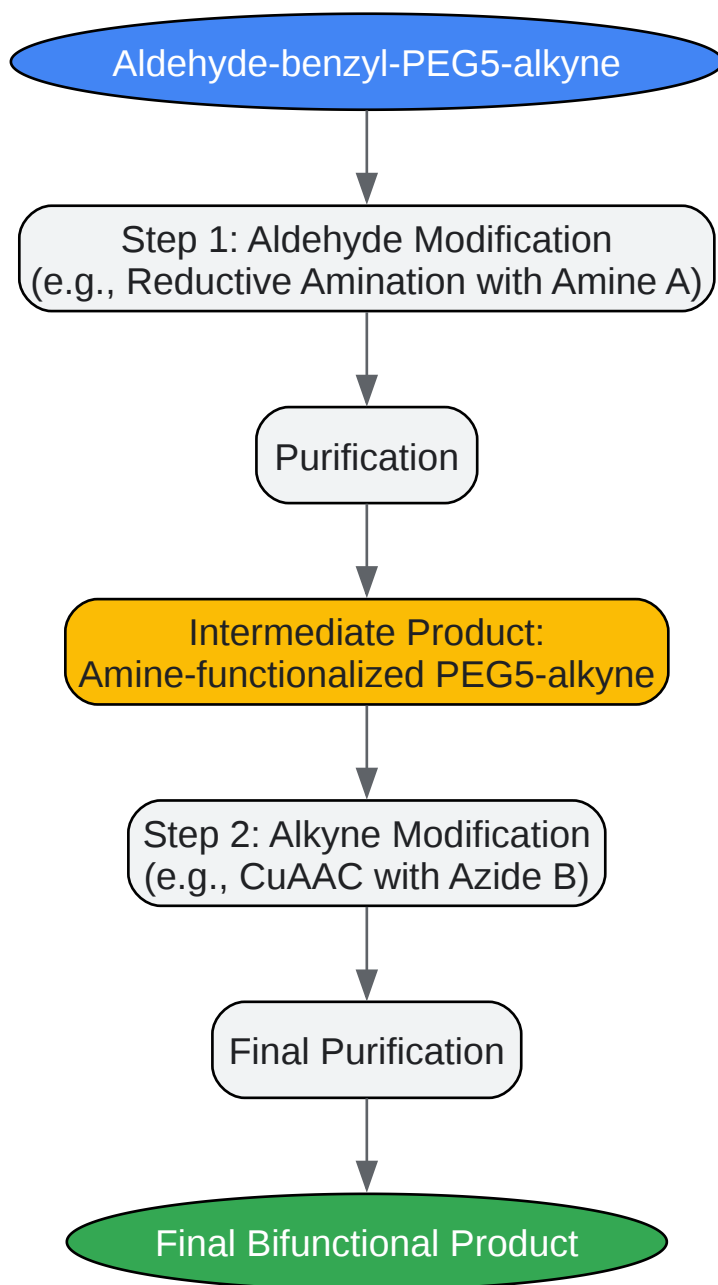 Aldehyde-benzyl-PEG5-alkyne
Step 1: Aldehyde Modification
(e.g., Reductive Amination with Amine A)
Purification
Intermediate Product:
Amine-functionalized PEG5-alkyne
Step 2: Alkyne Modification
(e.g., CuAAC with Azide B)
Final Purification
Final Bifunctional Product